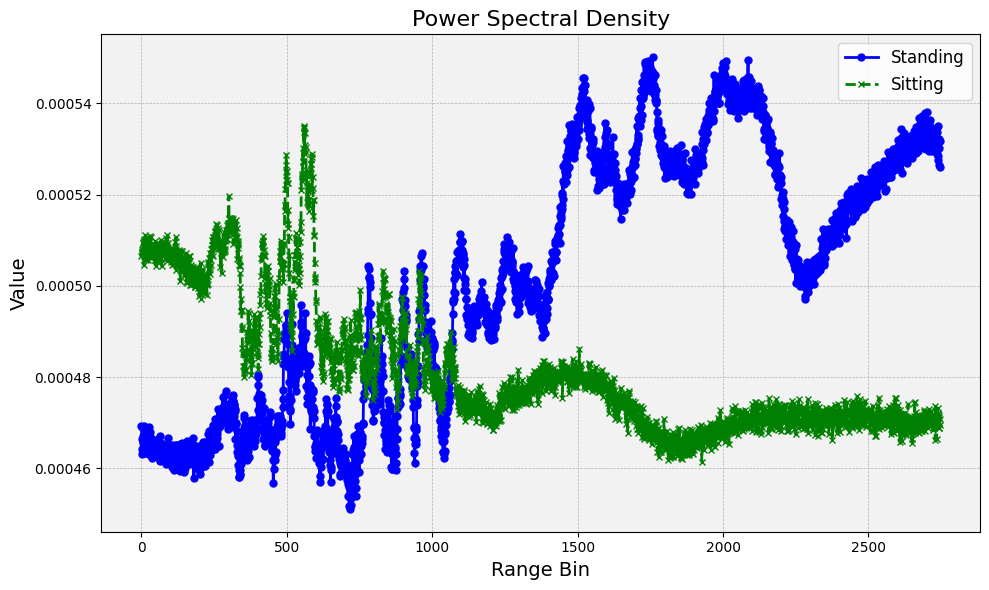 Power Spectral Density
Standing
Sitting
0.00054
0.00052
0.00050
0.00048
0.00046
Value
0 500 1000 1500 2000 2500
Range Bin